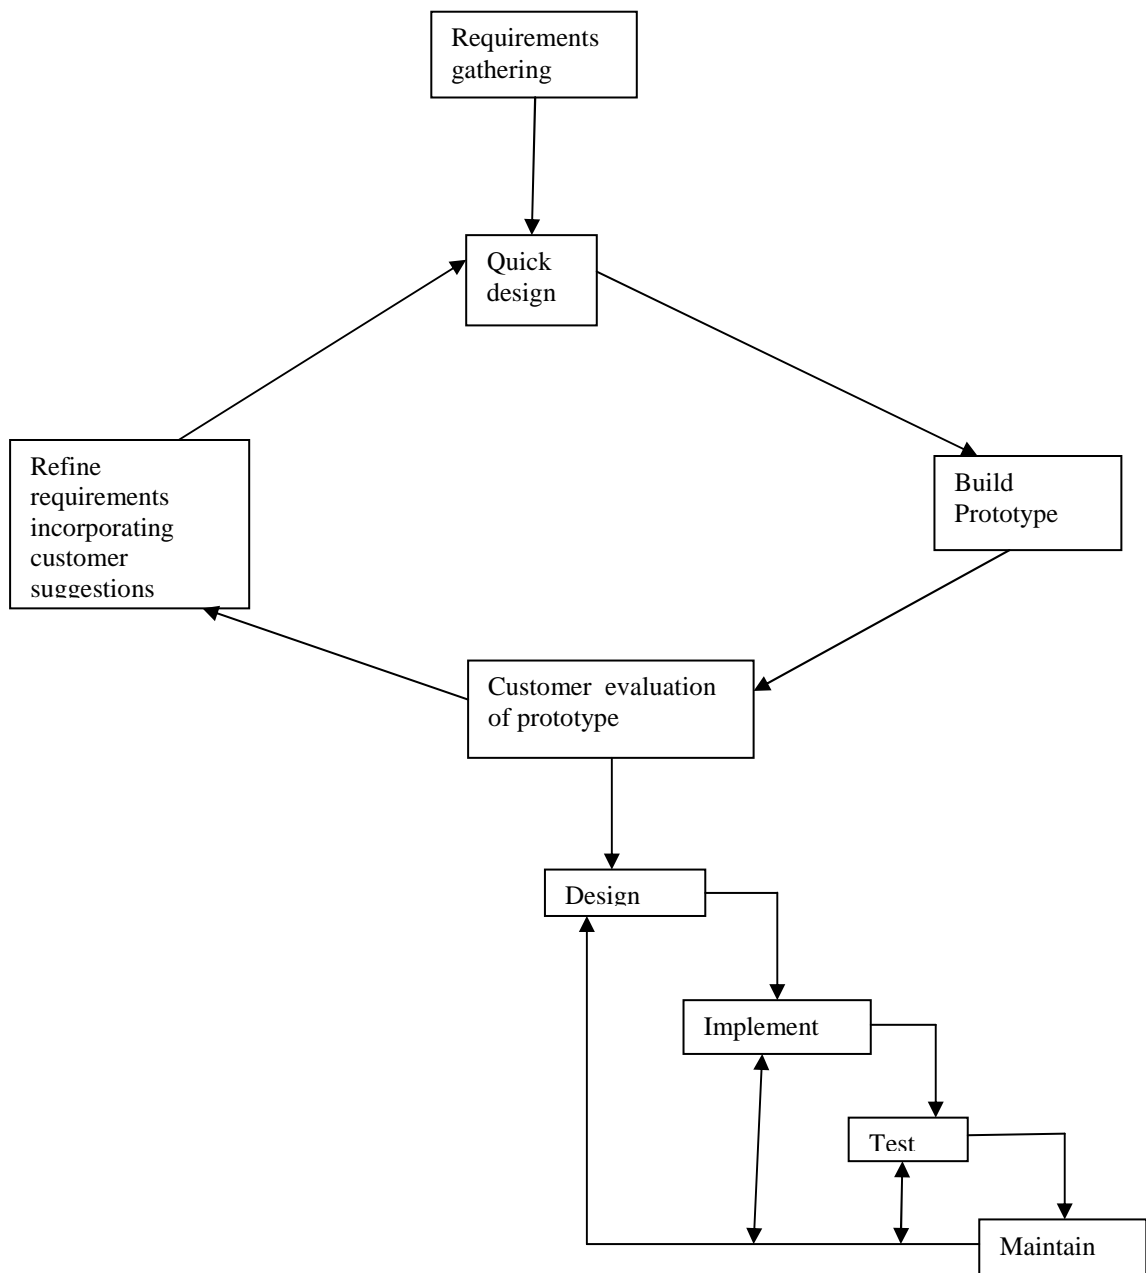 Requirements
gathering
Quick
design
Refine
requirements
incorporating
customer
suggestions
Build
Prototype
Customer evaluation
of prototype
Design
Implement
Test
Maintain